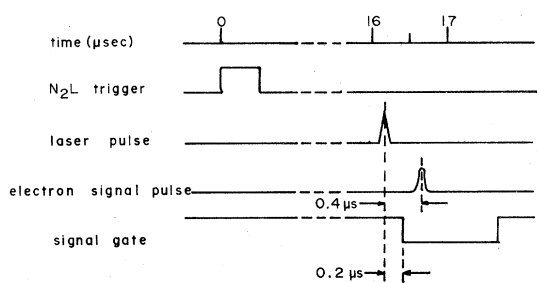 0 16 17
time (μsec)
N2L trigger
laser pulse
electron signal pulse
0.4 μs
signal gate
0.2 μs